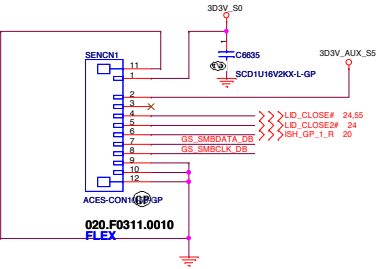 3D3V_S0
SENCN1
C6635
3D3V_AUX_S5
SCD1U16V2KX-L-GP
11
1
2
3
4
LID_CLOSE# 24,55
5
LID_CLOSE2# 24
6
ISH_GP_1_R 20
7
GS_SMBDATA_DB
8
GS_SMBCLK_DB
9
10
12
020.F0311.0010
FLEX